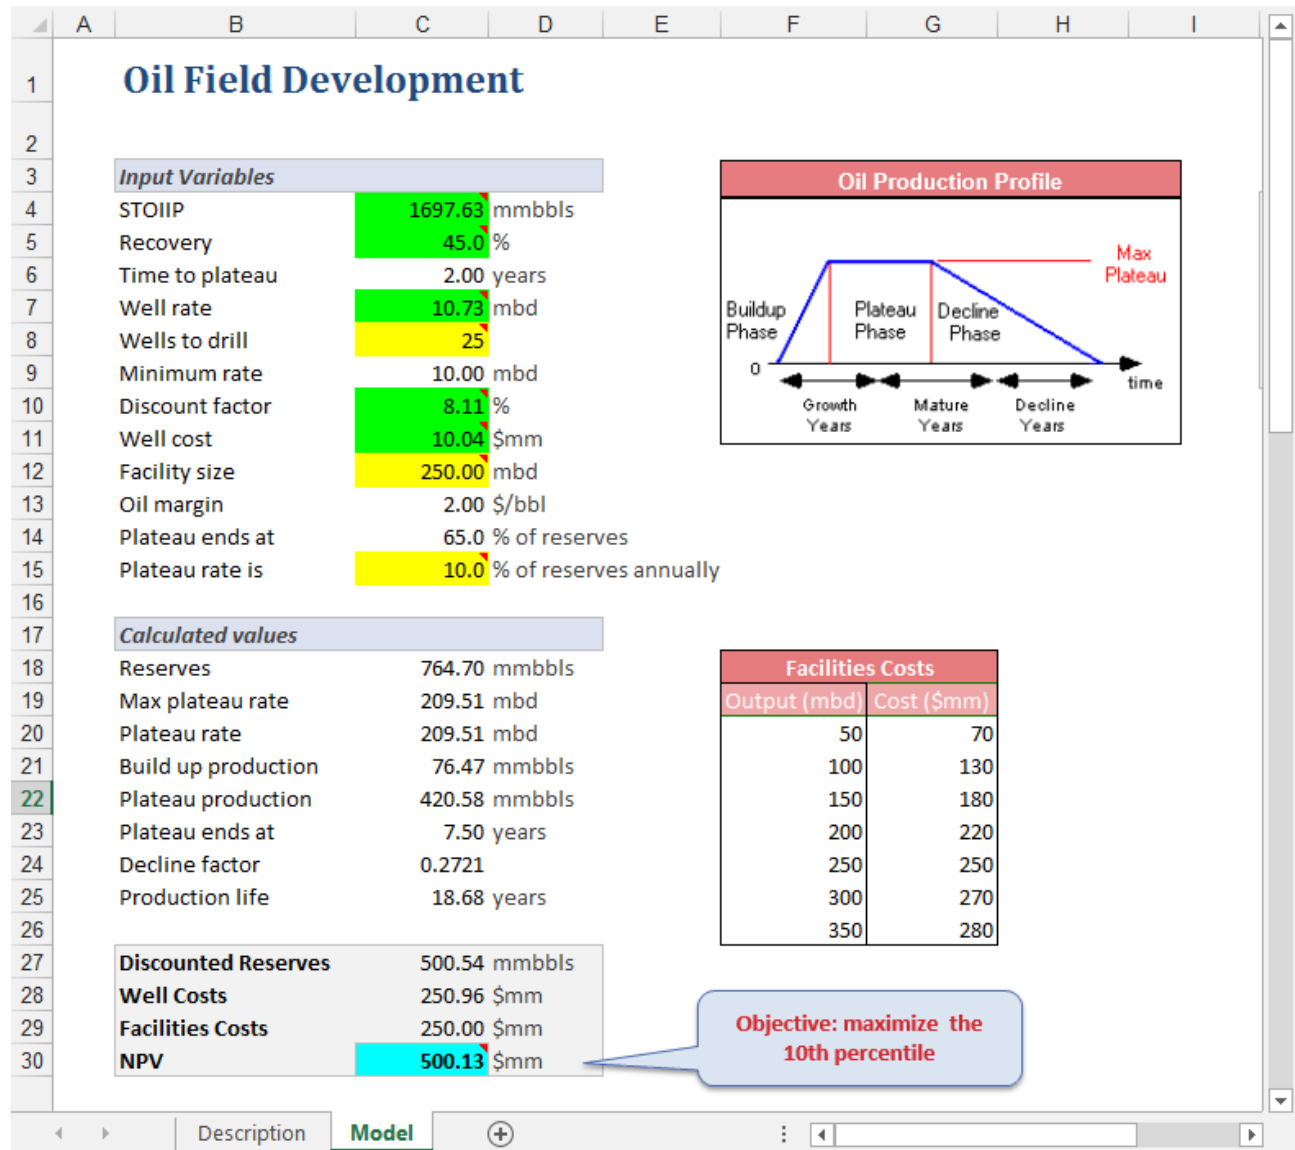 A B C D E F G H I
1 Oil Field Development
2
3 Input Variables
Oil Production Profile
4 STOIIP 1697.63 mmbbls
5 Recovery 45.0 %
6 Time to plateau 2.00 years
7 Well rate 10.73 mbd
8 Wells to drill 25
9 Minimum rate 10.00 mbd
10 Discount factor 8.11 %
11 Well cost 10.04 $mm
12 Facility size 250.00 mbd
13 Oil margin 2.00 $/bbl
14 Plateau ends at 65.0 % of reserves
15 Plateau rate is 10.0 % of reserves annually
Max
Plateau
Buildup Plateau Decline
Phase Phase Phase
0
time
Growth Mature Decline
Years Years Years
16
17 Calculated values
18 Reserves 764.70 mmbbls
19 Max plateau rate 209.51 mbd
20 Plateau rate 209.51 mbd
21 Build up production 76.47 mmbbls
22 Plateau production 420.58 mmbbls
23 Plateau ends at 7.50 years
24 Decline factor 0.2721
25 Production life 18.68 years
26
Facilities Costs
Output (mbd) Cost ($mm)
50 70
100 130
150 180
200 220
250 250
300 270
350 280
27 Discounted Reserves 500.54 mmbbls
28 Well Costs 250.96 $mm
29 Facilities Costs 250.00 $mm
30 NPV 500.13 $mm
Objective: maximize the
10th percentile
Description Model